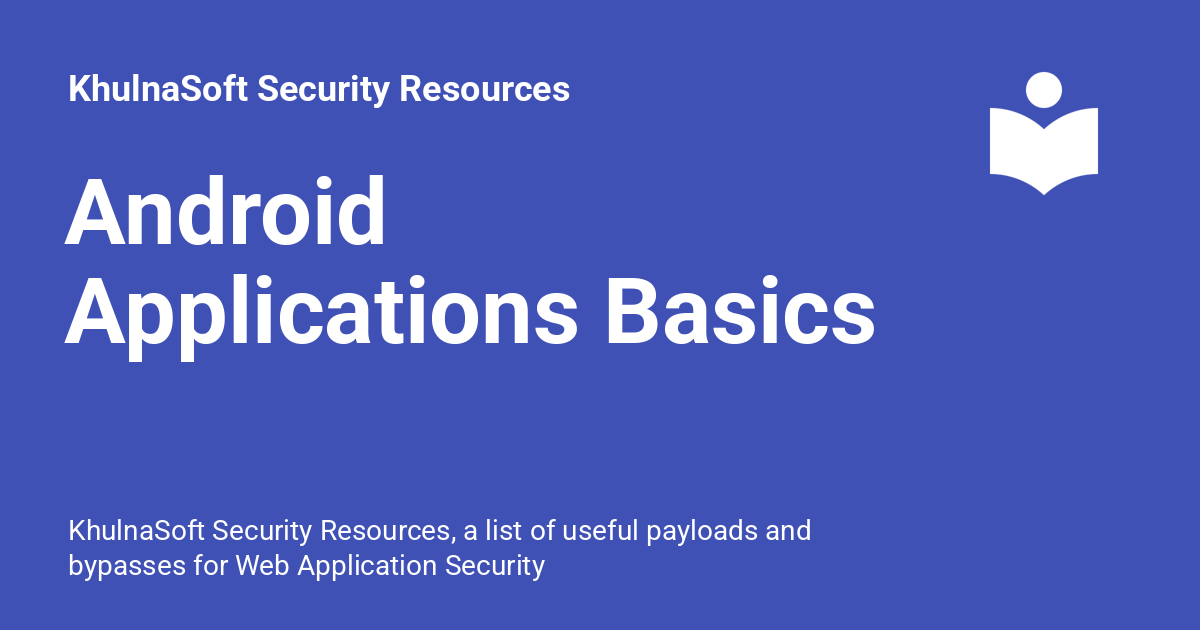 KhulnaSoft Security Resources
Android
Applications Basics
KhulnaSoft Security Resources, a list of useful payloads and
bypasses for Web Application Security